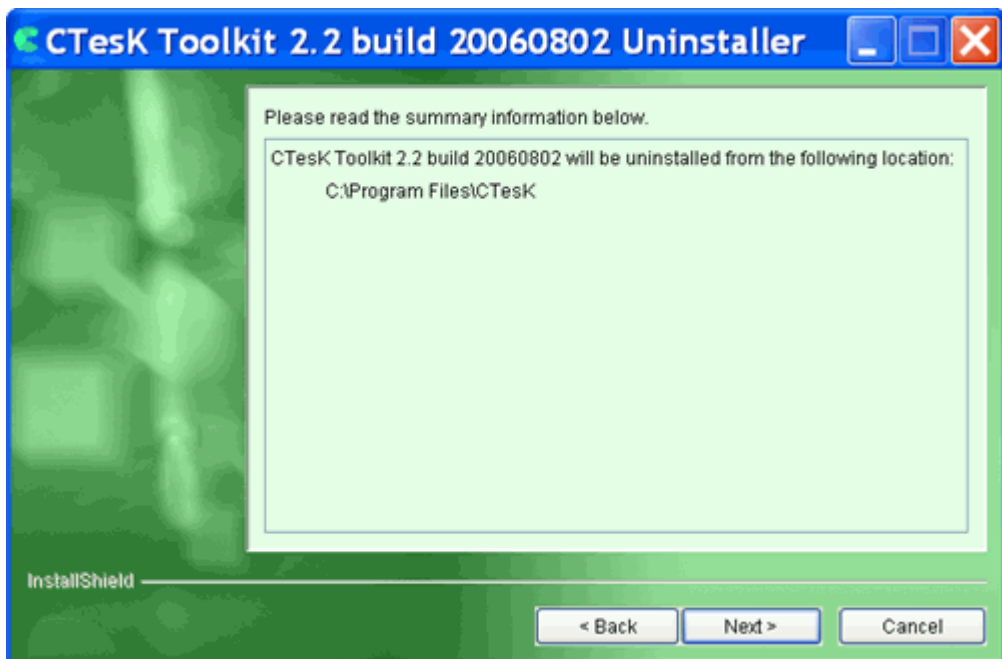 CTesK Toolkit 2.2 build 20060802 Uninstaller
Please read the summary information below.
CTesK Toolkit 2.2 build 20060802 will be uninstalled from the following location:
C:\Program Files\CTesK
InstallShield
< Back
Next >
Cancel